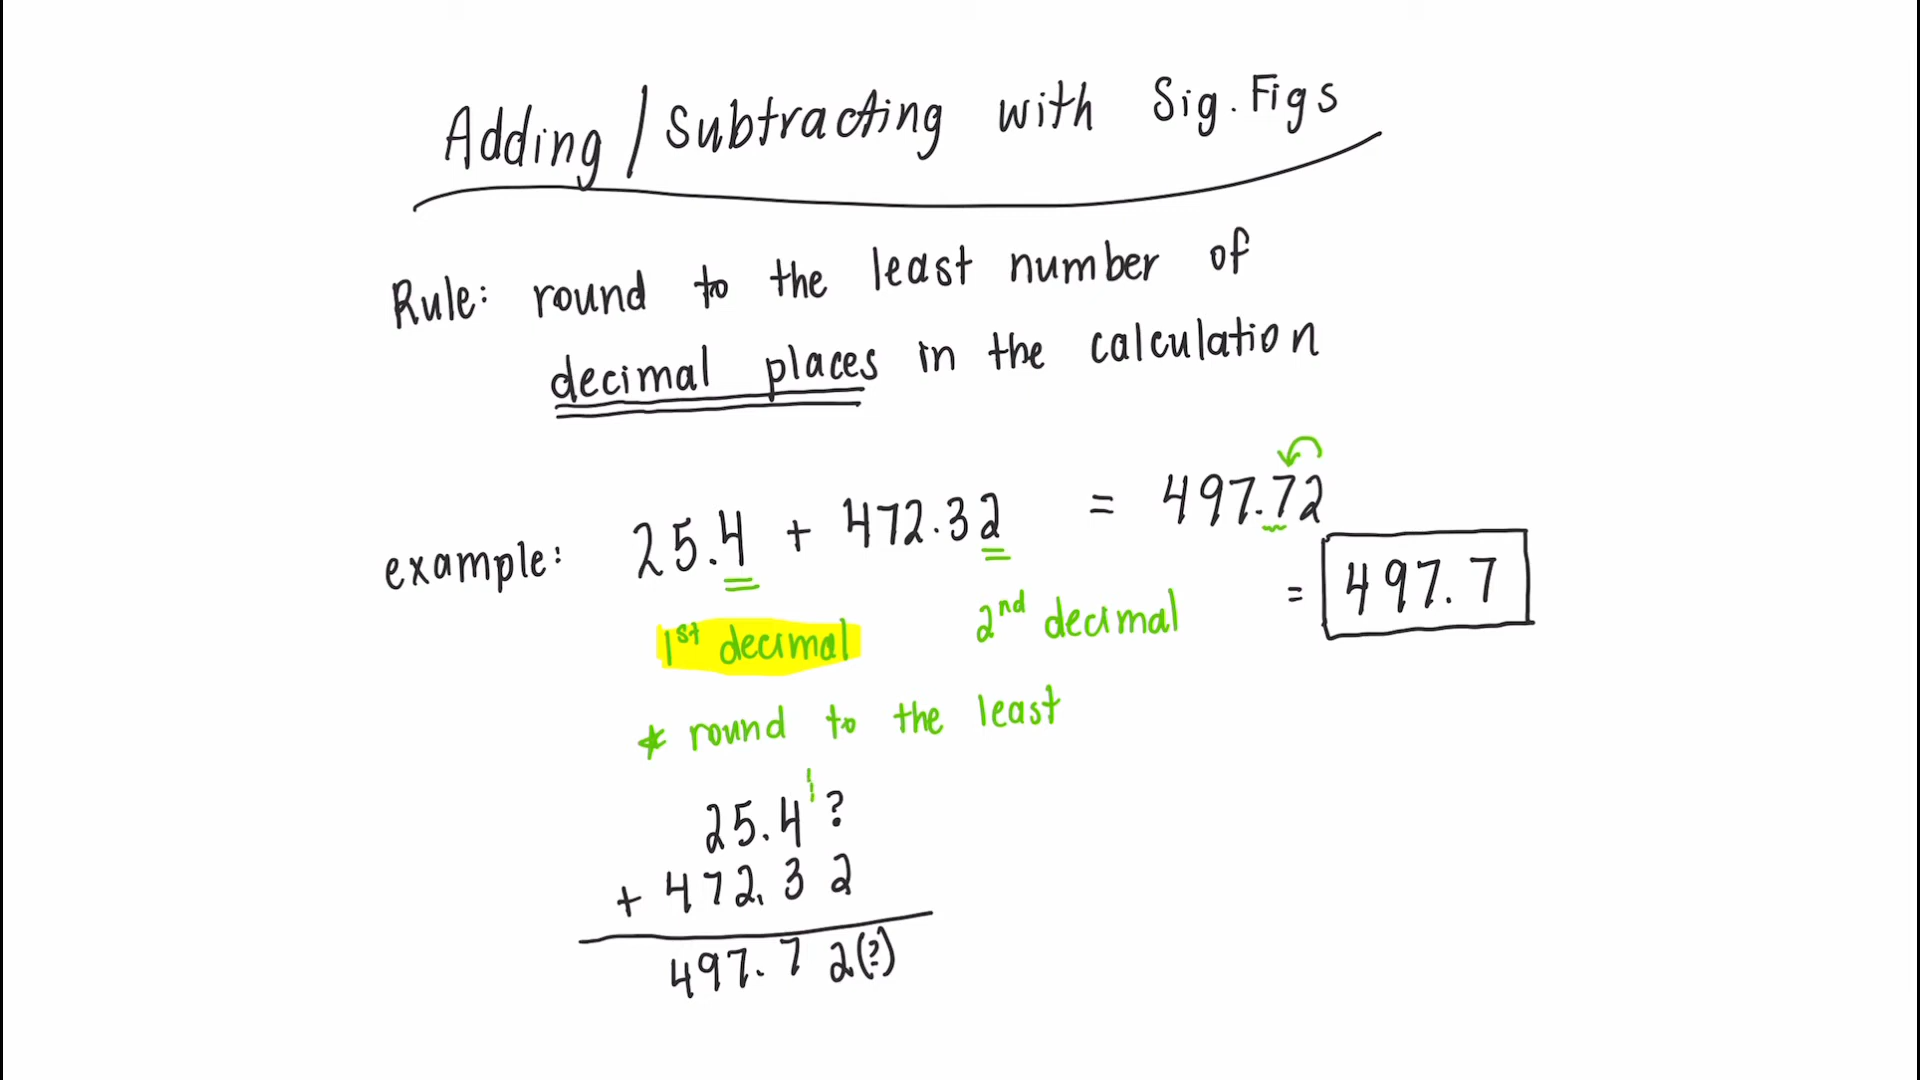 Adding/Subtracting with Sig. Figs
Rule: round to the least number of
decimal places in the calculation
example: 25.4 + 472.32 = 497.72
= 497.7
1st decimal 2nd decimal
* round to the least
25.4 ?
+ 472.32
497.7 2(?)